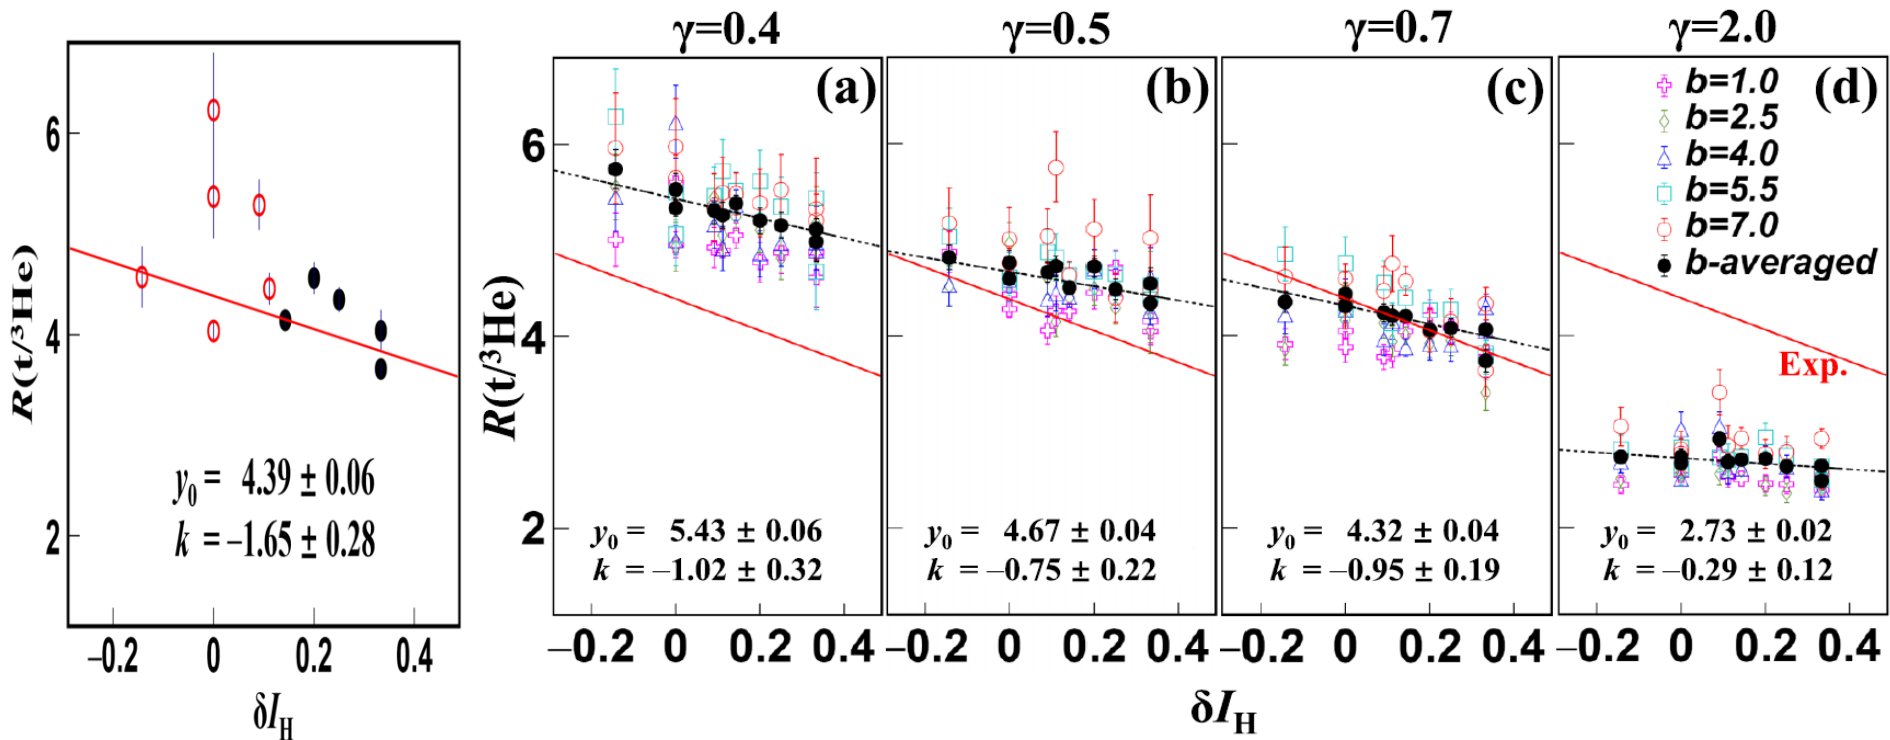 γ=0.4 γ=0.5 γ=0.7 γ=2.0
R(t/³He)
6
4
2
y₀ = 4.39 ± 0.06
k = −1.65 ± 0.28
−0.2 0 0.2 0.4
δI_H
R(t/³He)
6
4
2
(a)
y₀ = 5.43 ± 0.06
k = −1.02 ± 0.32
−0.2 0 0.2 0.4
(b)
y₀ = 4.67 ± 0.04
k = −0.75 ± 0.22
−0.2 0 0.2 0.4
(c)
y₀ = 4.32 ± 0.04
k = −0.95 ± 0.19
−0.2 0 0.2 0.4
(d)
b=1.0
b=2.5
b=4.0
b=5.5
b=7.0
b-averaged
Exp.
y₀ = 2.73 ± 0.02
k = −0.29 ± 0.12
−0.2 0 0.2 0.4
δI_H